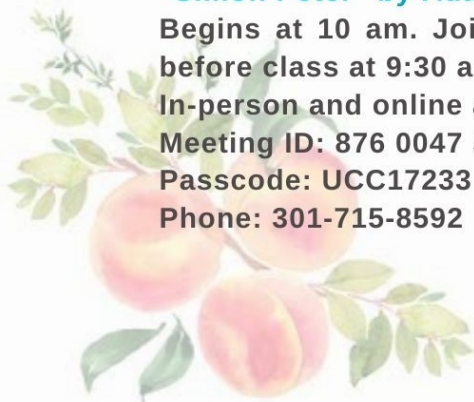 Begins at 10 am. Joi
before class at 9:30 a
In-person and online
Meeting ID: 876 0047
Passcode: UCC17233
Phone: 301-715-8592